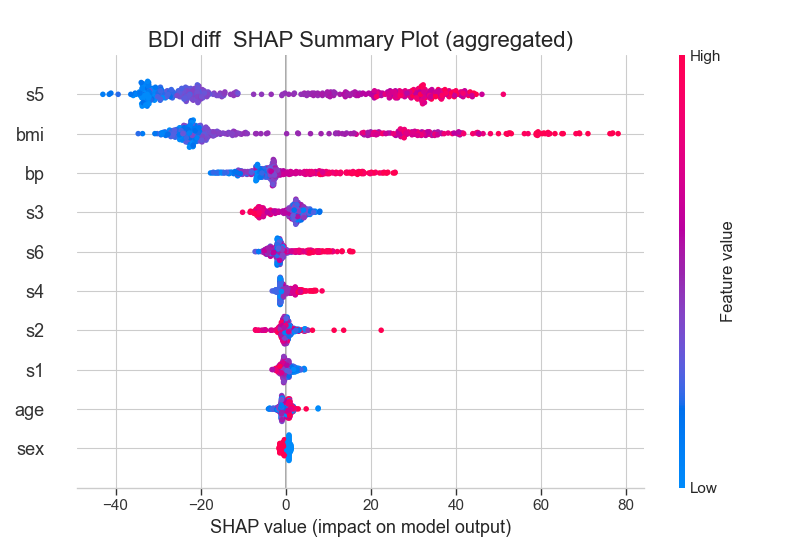 BDI diff  SHAP Summary Plot (aggregated)
High
s5
bmi
bp
s3
s6
s4
s2
s1
age
sex
Feature value
Low
−40 −20 0 20 40 60 80
SHAP value (impact on model output)